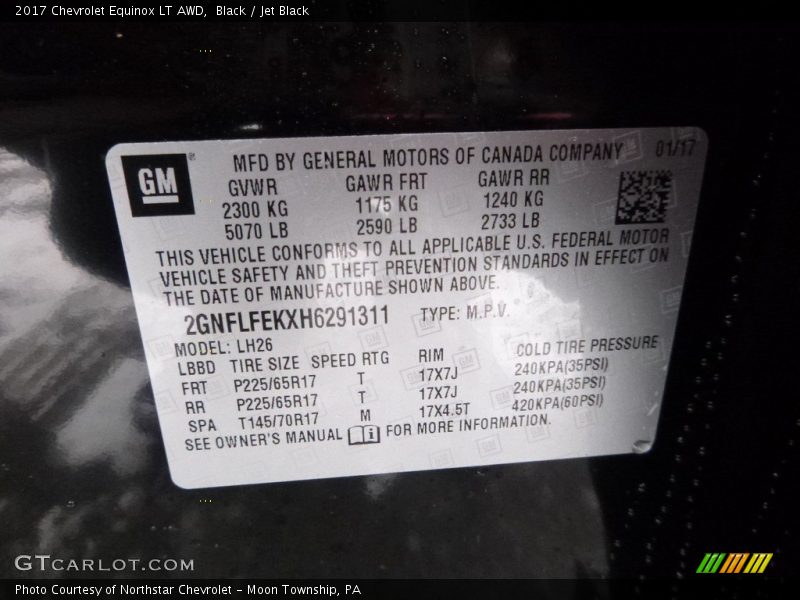 2017 Chevrolet Equinox LT AWD, Black / Jet Black
GM ® MFD BY GENERAL MOTORS OF CANADA COMPANY 01/17
GVWR GAWR FRT GAWR RR
2300 KG 1175 KG 1240 KG
5070 LB 2590 LB 2733 LB
THIS VEHICLE CONFORMS TO ALL APPLICABLE U.S. FEDERAL MOTOR
VEHICLE SAFETY AND THEFT PREVENTION STANDARDS IN EFFECT ON
THE DATE OF MANUFACTURE SHOWN ABOVE.
2GNFLFEKXH6291311 TYPE: M.P.V.
MODEL: LH26
LBBD TIRE SIZE SPEED RTG RIM COLD TIRE PRESSURE
FRT P225/65R17 T 17X7J 240KPA(35PSI)
RR P225/65R17 T 17X7J 240KPA(35PSI)
SPA T145/70R17 M 17X4.5T 420KPA(60PSI)
SEE OWNER'S MANUAL i FOR MORE INFORMATION.
GTCARLOT.COM
Photo Courtesy of Northstar Chevrolet - Moon Township, PA